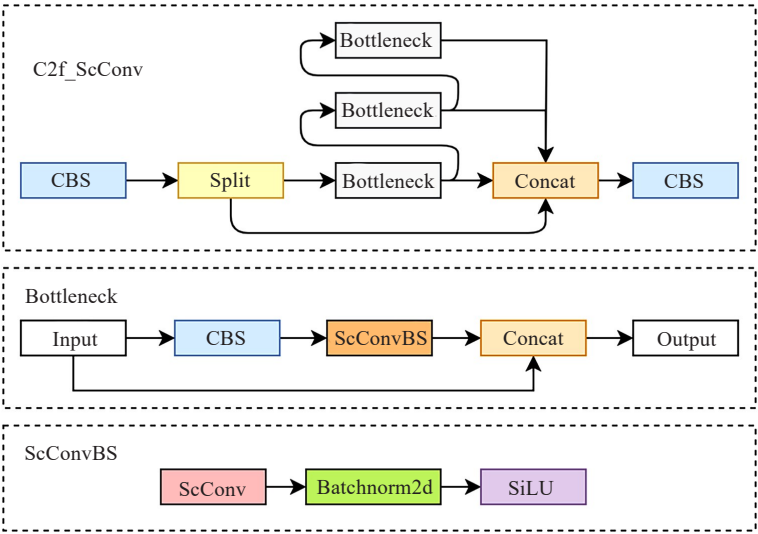 Bottleneck
C2f_ScConv
Bottleneck
CBS
Split
Bottleneck
Concat
CBS
Bottleneck
Input
CBS
ScConvBS
Concat
Output
ScConvBS
ScConv
Batchnorm2d
SiLU